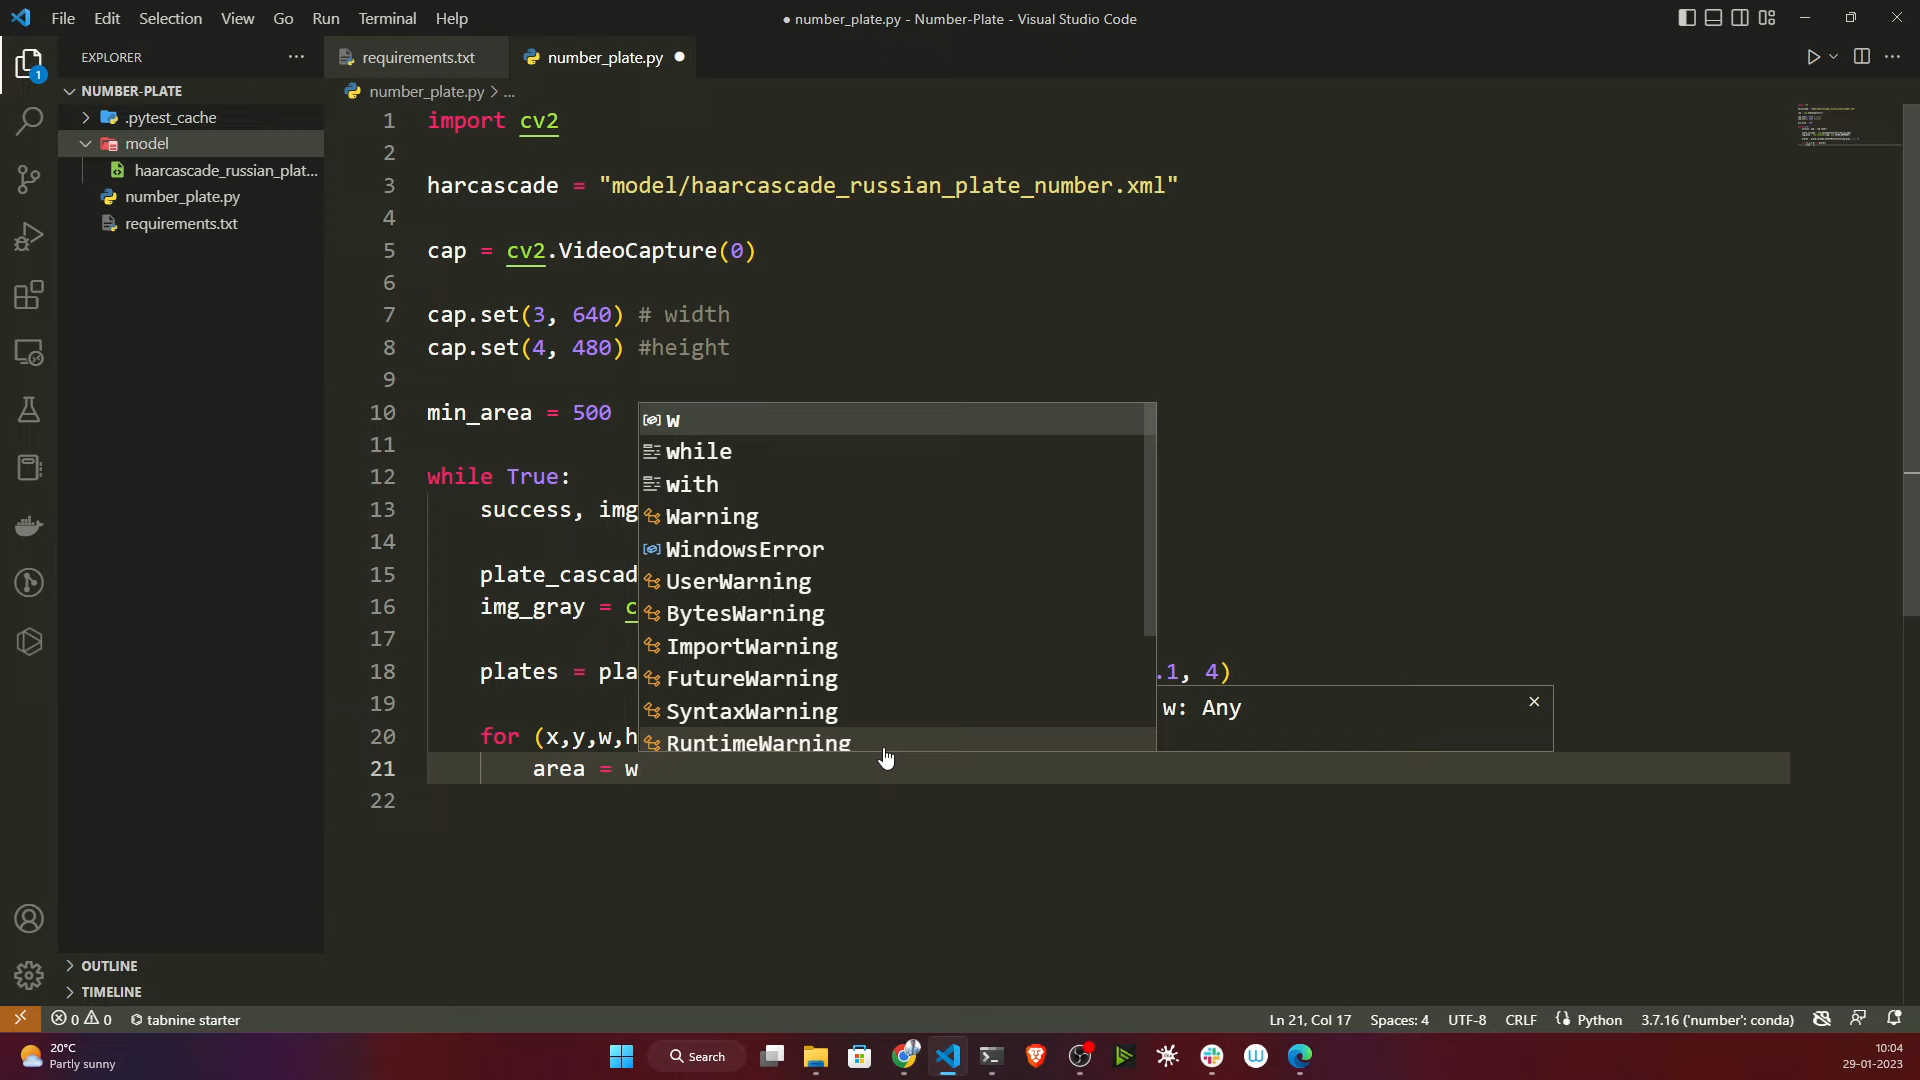 File Edit Selection View Go Run Terminal Help
● number_plate.py - Number-Plate - Visual Studio Code
EXPLORER
requirements.txt
number_plate.py
1
NUMBER-PLATE
.pytest_cache
model
haarcascade_russian_plat...
number_plate.py
requirements.txt
number_plate.py > ...
1 import cv2
2
3 harcascade = "model/haarcascade_russian_plate_number.xml"
4
5 cap = cv2.VideoCapture(0)
6
7 cap.set(3, 640) # width
8 cap.set(4, 480) #height
9
10 min_area = 500
11
12 while True:
13 success, img
14
15 plate_cascad
16 img_gray = c
17
18 plates = pla .1, 4)
19
20 for (x,y,w,h
21 area = w
22
w
while
with
Warning
WindowsError
UserWarning
BytesWarning
ImportWarning
FutureWarning
SyntaxWarning
RuntimeWarning
w: Any
OUTLINE
TIMELINE
0 0 tabnine starter
Ln 21, Col 17 Spaces: 4 UTF-8 CRLF Python 3.7.16 ('number': conda)
20°C
Partly sunny
Search
10:04
29-01-2023